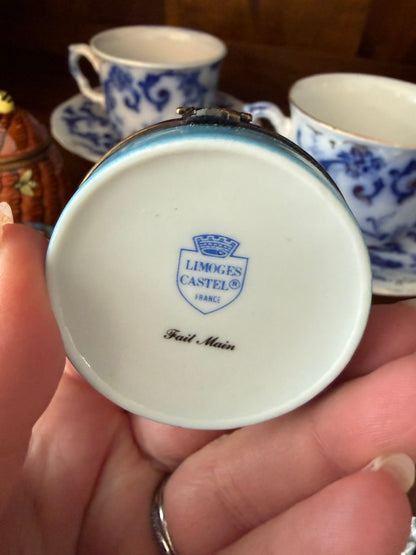 LIMOGES
CASTEL®
FRANCE
Fait Main